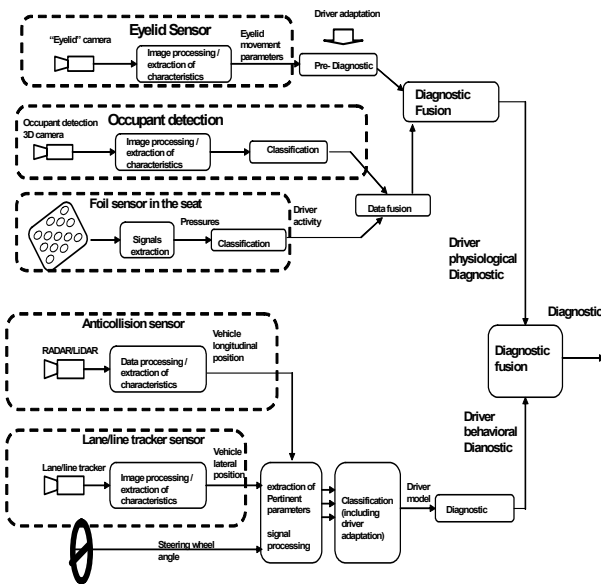 Driver adaptation
Eyelid Sensor
“Eyelid” camera
Image processing /
extraction of
characteristics
Eyelid
movement
parameters
Pre- Diagnostic
Diagnostic
Fusion
Occupant detection
Occupant detection
3D camera
Image processing /
extraction of
characteristics
Classification
Data fusion
Foil sensor in the seat
Signals
extraction
Pressures
Classification
Driver
activity
Driver
physiological
Diagnostic
Diagnostic
Diagnostic
fusion
Anticollision sensor
RADAR/LiDAR
Data processing /
extraction of
characteristics
Vehicle
longitudinal
position
Driver
behavioral
Dianostic
Lane/line tracker sensor
Lane/line tracker
Image processing /
extraction of
characteristics
Vehicle
lateral
position
extraction of
Pertinent
parameters
signal
processing
Classification
(including
driver
adaptation)
Driver
model
Diagnostic
Steering wheel
angle